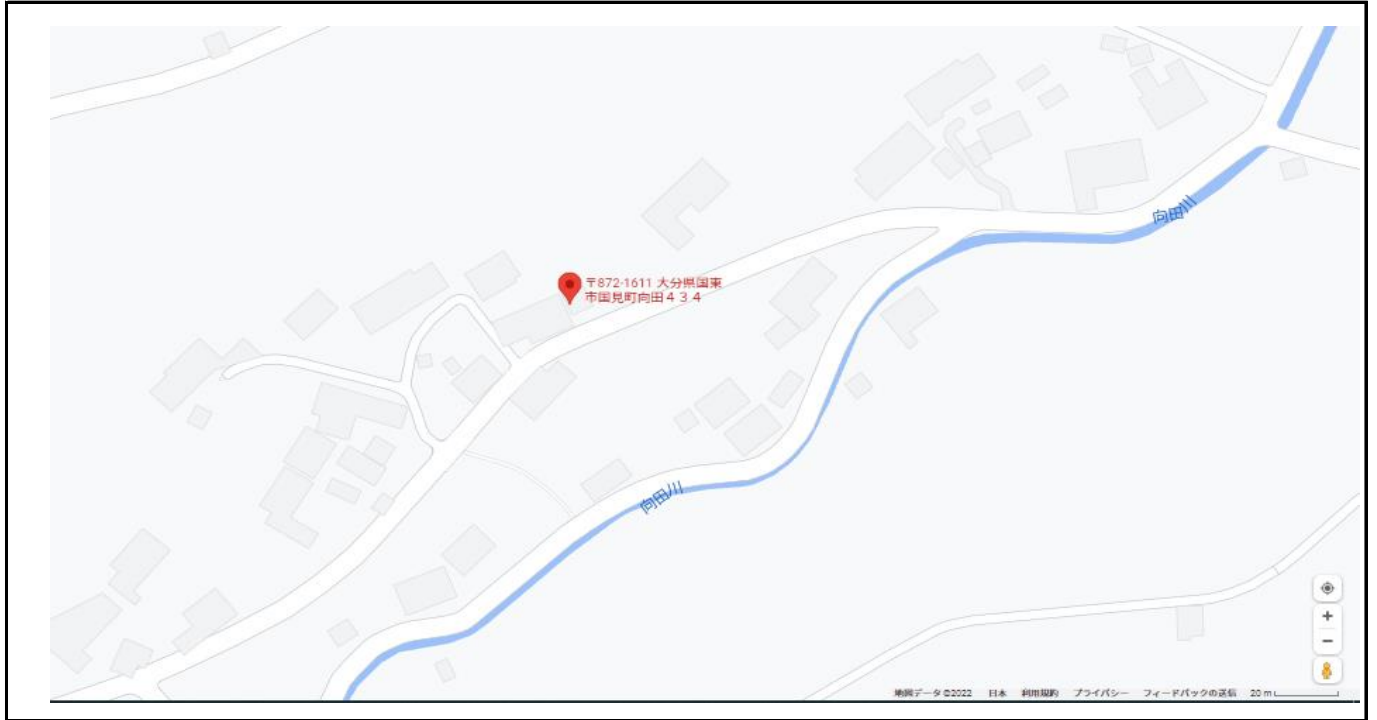 向田川
〒872-1611 大分県国東
市国見町向田４３４
向田川
地図データ ©2022 日本 利用規約 プライバシー フィードバックの送信 20 m